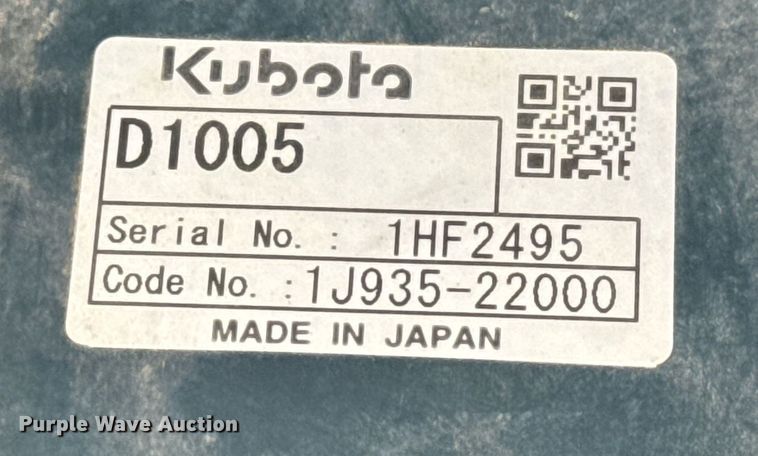 Kubota
D1005
Serial No. : 1HF2495
Code No. : 1J935-22000
MADE IN JAPAN
Purple Wave Auction